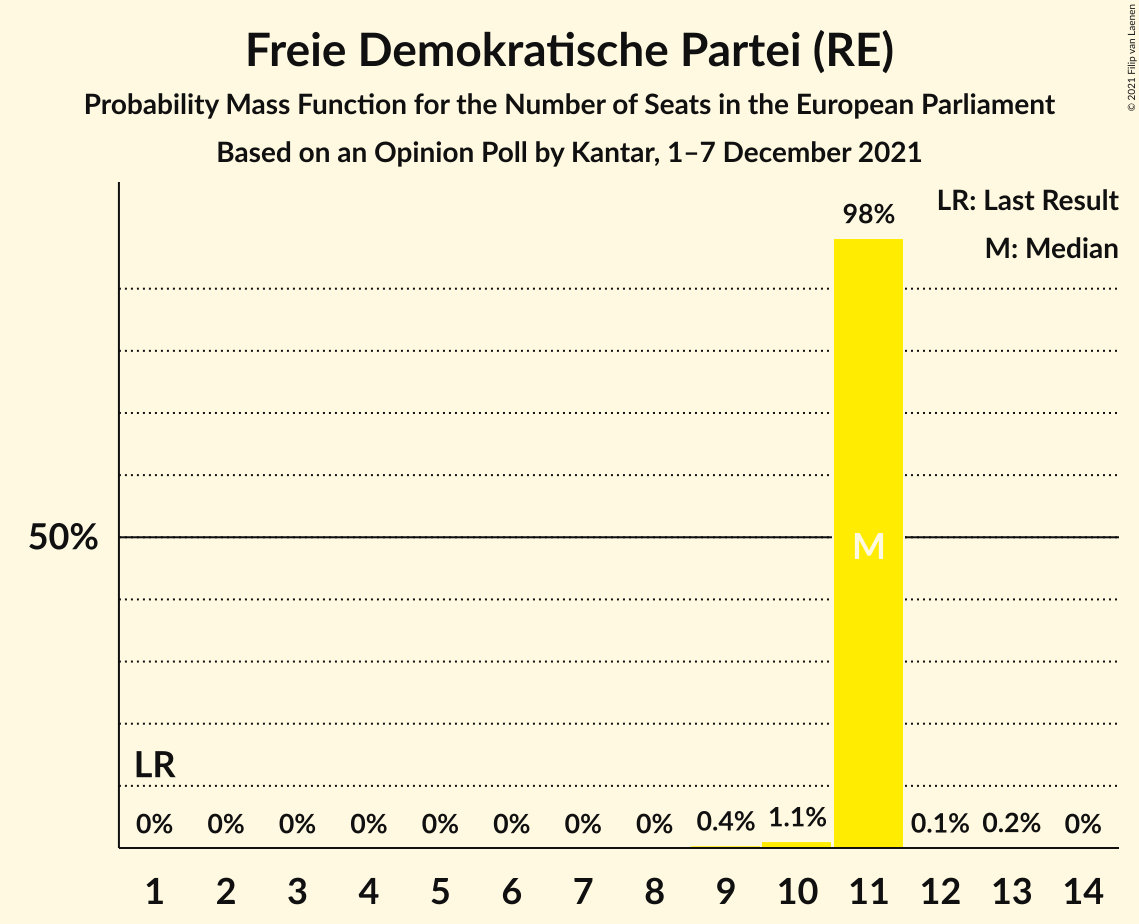 Freie Demokratische Partei (RE)
Probability Mass Function for the Number of Seats in the European Parliament
Based on an Opinion Poll by Kantar, 1–7 December 2021
© 2021 Filip van Laenen
LR: Last Result
M: Median
98%
50%
M
LR
0% 0% 0% 0% 0% 0% 0% 0% 0.4% 1.1% 0.1% 0.2% 0%
1 2 3 4 5 6 7 8 9 10 11 12 13 14